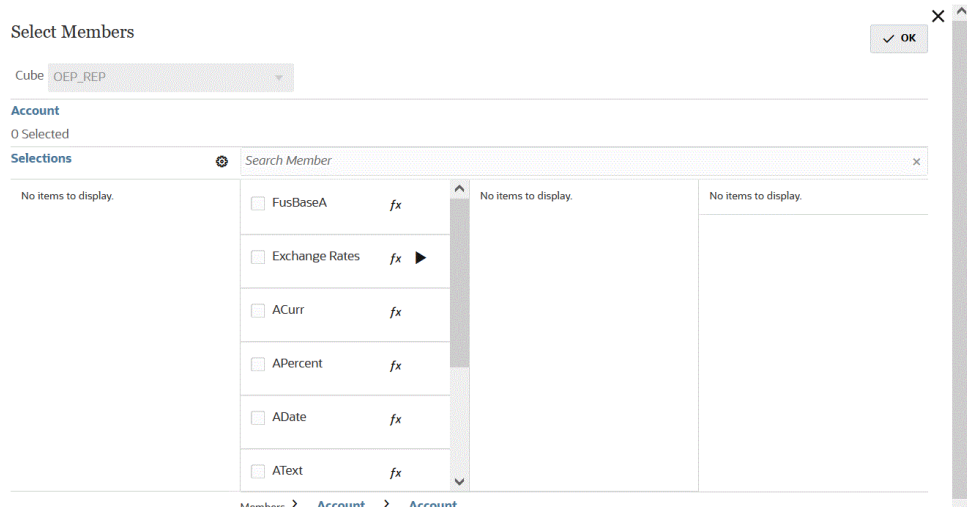 Select Members
OK
Cube OEP_REP
Account
0 Selected
Selections
Search Member
No items to display.
FusBaseA fx
No items to display.
No items to display.
Exchange Rates fx
ACurr fx
APercent fx
ADate fx
AText fx
Members > Account > Account